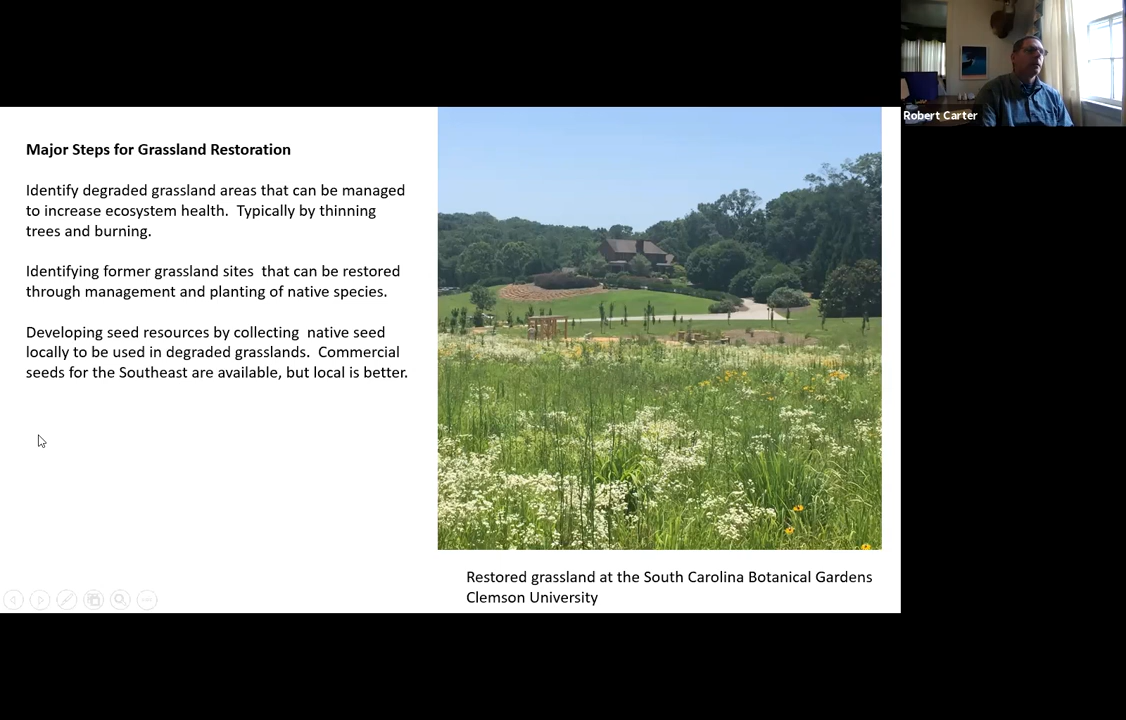 Robert Carter
Major Steps for Grassland Restoration
Identify degraded grassland areas that can be managed
to increase ecosystem health.  Typically by thinning
trees and burning.
Identifying former grassland sites  that can be restored
through management and planting of native species.
Developing seed resources by collecting  native seed
locally to be used in degraded grasslands.  Commercial
seeds for the Southeast are available, but local is better.
Restored grassland at the South Carolina Botanical Gardens
Clemson University